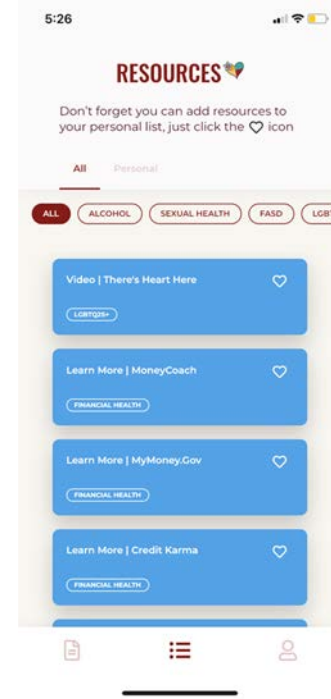 5:26
RESOURCES
Don't forget you can add resources to
your personal list, just click the icon
All Personal
ALL ALCOHOL SEXUAL HEALTH FASD LGBT
Video | There's Heart Here
LGBTQ2S+
Learn More | MoneyCoach
FINANCIAL HEALTH
Learn More | MyMoney.Gov
FINANCIAL HEALTH
Learn More | Credit Karma
FINANCIAL HEALTH